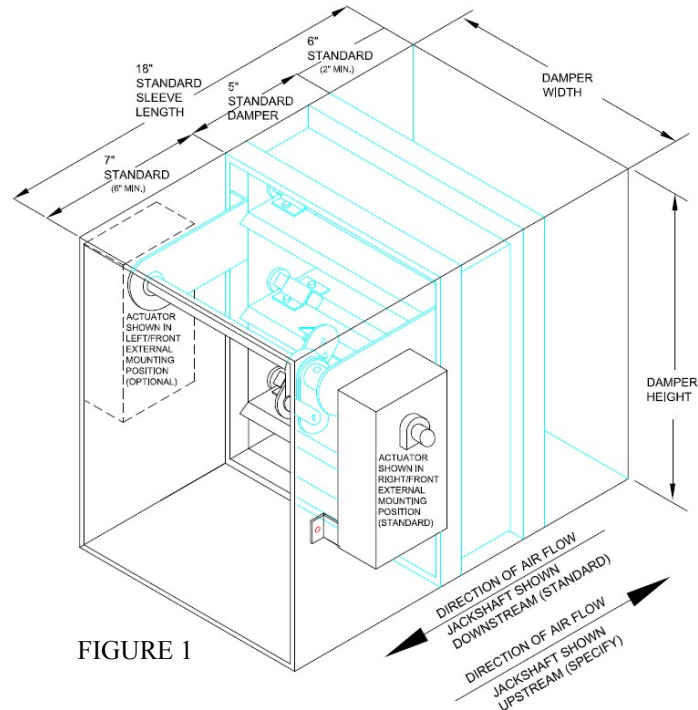 6"
STANDARD
(2" MIN.)
18"
STANDARD
SLEEVE
LENGTH
5"
STANDARD
DAMPER
DAMPER
WIDTH
7"
STANDARD
(6" MIN.)
ACTUATOR
SHOWN IN
LEFT/FRONT
EXTERNAL
MOUNTING
POSITION
(OPTIONAL)
DAMPER
HEIGHT
ACTUATOR
SHOWN IN
RIGHT/FRONT
EXTERNAL
MOUNTING
POSITION
(STANDARD)
DIRECTION OF AIR FLOW
JACKSHAFT SHOWN
DOWNSTREAM (STANDARD)
DIRECTION OF AIR FLOW
JACKSHAFT SHOWN
UPSTREAM (SPECIFY)
FIGURE 1